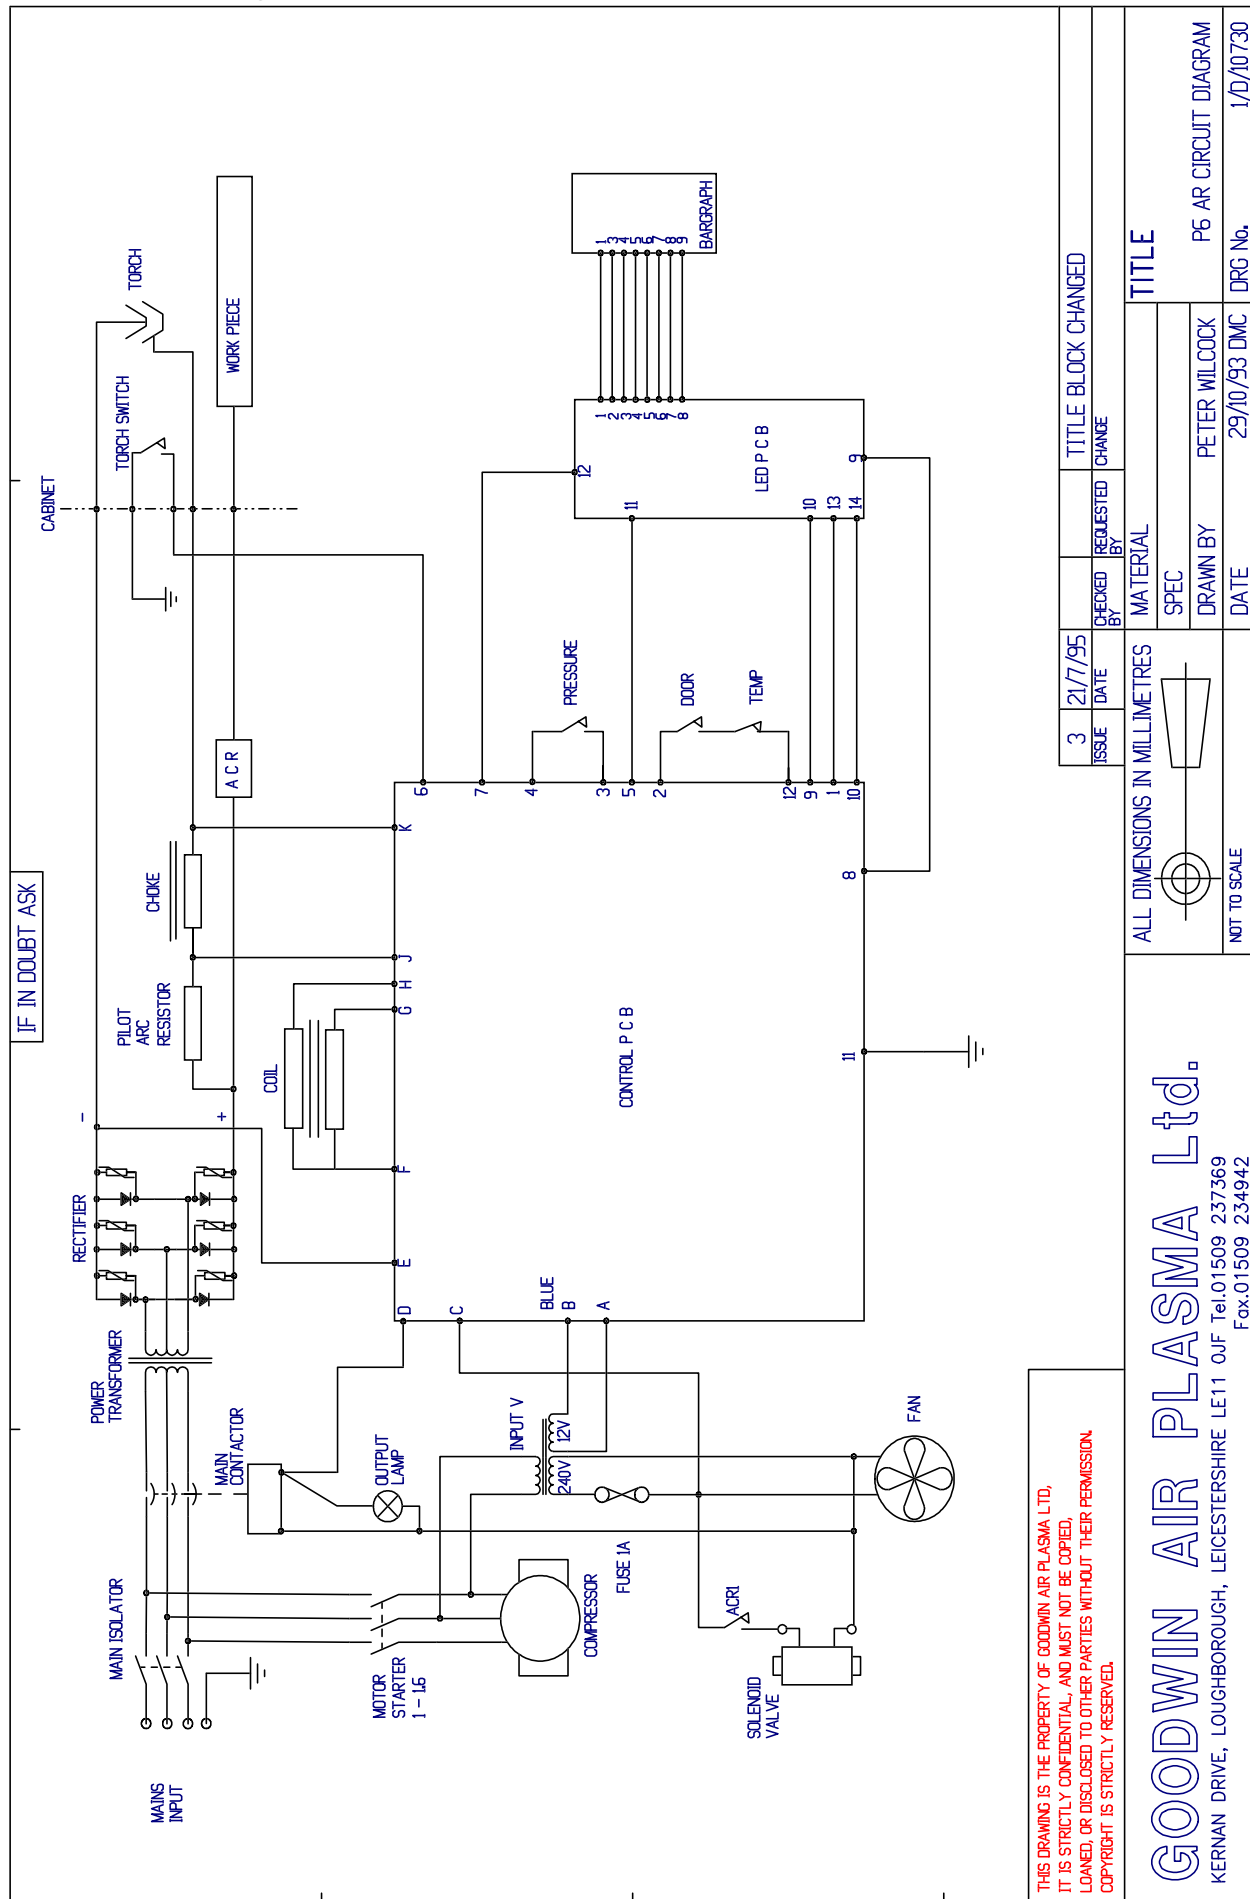 IF IN DOUBT ASK
CABINET
MAINS
INPUT
MAIN ISOLATOR
MAIN
CONTACTOR
POWER
TRANSFORMER
RECTIFIER
-
+
PILOT
ARC
RESISTOR
CHOKE
A C R
TORCH SWITCH
TORCH
WORK PIECE
COIL
OUTPUT
LAMP
MOTOR
STARTER
1 - 1.6
COMPRESSOR
INPUT V
240V
12V
FUSE 1A
BLUE
FAN
ACR1
SOLENOID
VALVE
CONTROL P C B
D
C
B
A
E
F
G
H
J
K
6
7
4
3
5
2
12
9
1
10
8
11
PRESSURE
DOOR
TEMP
LED P C B
12
11
10
13
14
9
1
2
3
4
5
6
7
8
BARGRAPH
1
3
4
5
6
7
8
9
THIS DRAWING IS THE PROPERTY OF GOODWIN AIR PLASMA LTD,
IT IS STRICTLY CONFIDENTIAL, AND MUST NOT BE COPIED,
LOANED, OR DISCLOSED TO OTHER PARTIES WITHOUT THEIR PERMISSION.
COPYRIGHT IS STRICTLY RESERVED.
3 21/7/95 TITLE BLOCK CHANGED
ISSUE DATE CHECKED BY REQUESTED BY CHANGE
GOODWIN AIR PLASMA Ltd.
KERNAN DRIVE, LOUGHBOROUGH, LEICESTERSHIRE LE11 0JF Tel.01509 237369
Fax.01509 234942
ALL DIMENSIONS IN MILLIMETRES
NOT TO SCALE
MATERIAL
SPEC
DRAWN BY PETER WILCOCK
DATE 29/10/93 DMC
TITLE
P6 AR CIRCUIT DIAGRAM
DRG No. 1/D/10730